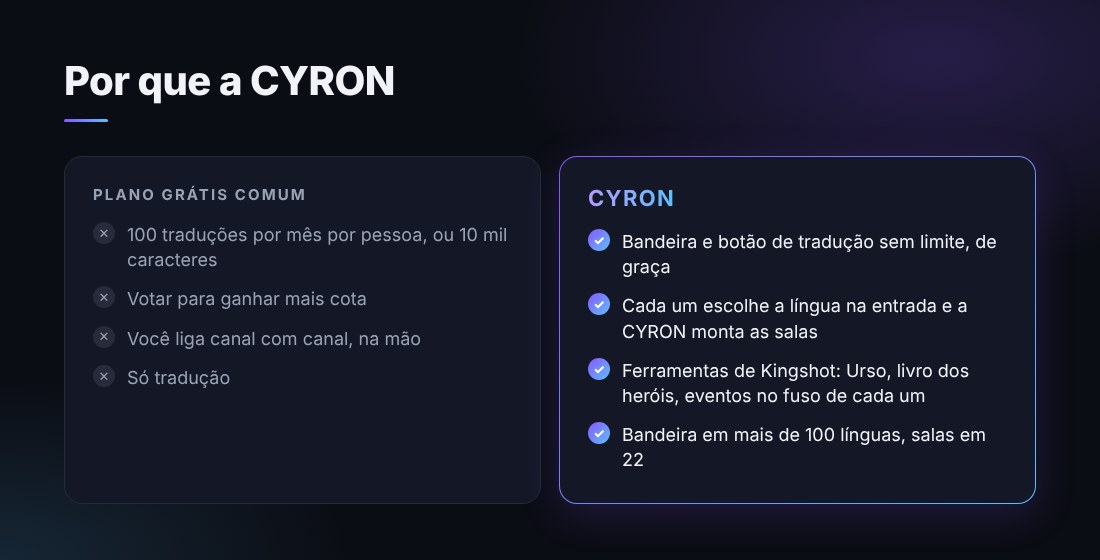 Por que a CYRON
PLANO GRÁTIS COMUM
100 traduções por mês por pessoa, ou 10 mil
caracteres
Votar para ganhar mais cota
Você liga canal com canal, na mão
Só tradução
CYRON
Bandeira e botão de tradução sem limite, de
graça
Cada um escolhe a língua na entrada e a
CYRON monta as salas
Ferramentas de Kingshot: Urso, livro dos
heróis, eventos no fuso de cada um
Bandeira em mais de 100 línguas, salas em
22